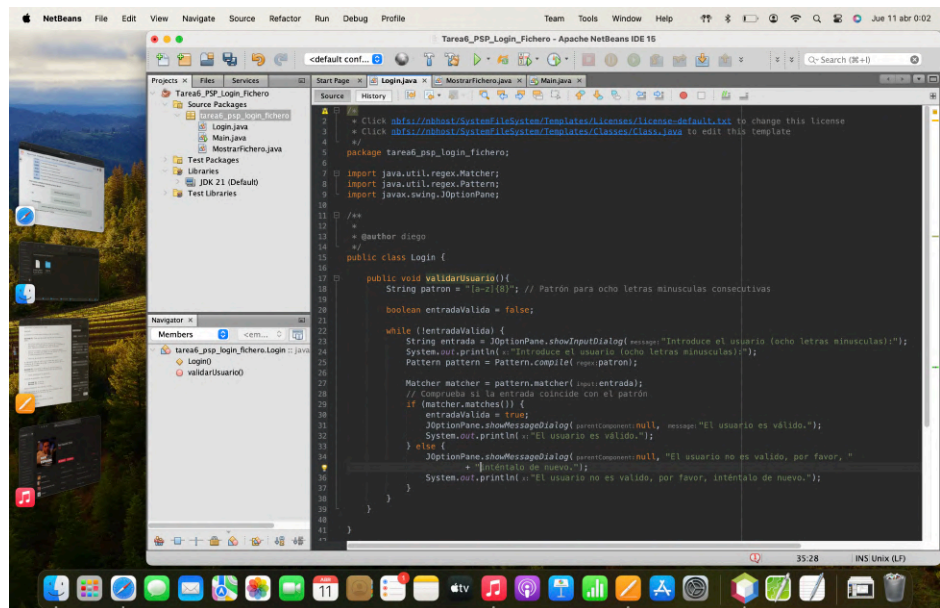 NetBeans File Edit View Navigate Source Refactor Run Debug Profile Team Tools Window Help Jue 11 abr 0:02
Tarea6_PSP_Login_Fichero - Apache NetBeans IDE 15
<default conf... Search (⌘+I)
Projects Files Services
Start Page Login.java MostrarFichero.java Main.java
Source History
Tarea6_PSP_Login_Fichero
Source Packages
tarea6_psp_login_fichero
Login.java
Main.java
MostrarFichero.java
Test Packages
Libraries
JDK 21 (Default)
Test Libraries
Navigator
Members <em...
tarea6_psp_login_fichero.Login :: java
Login()
validarUsuario()
/*
2 * Click nbfs://nbhost/SystemFileSystem/Templates/Licenses/license-default.txt to change this license
3 * Click nbfs://nbhost/SystemFileSystem/Templates/Classes/Class.java to edit this template
4 */
5 package tarea6_psp_login_fichero;
6
7 import java.util.regex.Matcher;
8 import java.util.regex.Pattern;
9 import javax.swing.JOptionPane;
10
11 /**
12 *
13 * @author diego
14 */
15 public class Login {
16
17 public void validarUsuario(){
18 String patron = "[a-z]{8}"; // Patrón para ocho letras minusculas consecutivas
19
20 boolean entradaValida = false;
21
22 while (!entradaValida) {
23 String entrada = JOptionPane.showInputDialog( message:"Introduce el usuario (ocho letras minusculas):");
24 System.out.println( x:"Introduce el usuario (ocho letras minusculas):");
25 Pattern pattern = Pattern.compile( regex:patron);
26
27 Matcher matcher = pattern.matcher( input:entrada);
28 // Comprueba si la entrada coincide con el patrón
29 if (matcher.matches()) {
30 entradaValida = true;
31 JOptionPane.showMessageDialog( parentComponent:null, message:"El usuario es válido.");
32 System.out.println( x:"El usuario es válido.");
33 } else {
34 JOptionPane.showMessageDialog( parentComponent:null, "El usuario no es valido, por favor, "
+ "inténtalo de nuevo.");
36 System.out.println( x:"El usuario no es valido, por favor, inténtalo de nuevo.");
37 }
38 }
39 }
40
41 }
35:28 INS Unix (LF)
ABR
11
tv